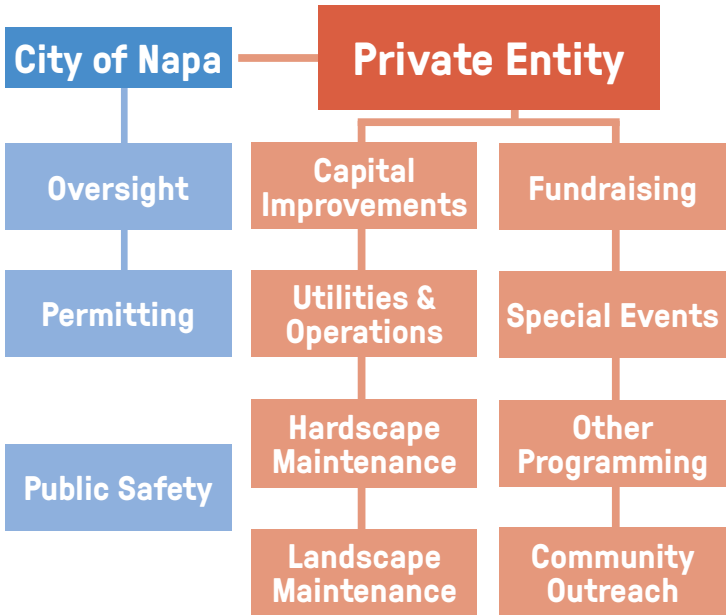 City of Napa
Private Entity
Oversight
Capital
Improvements
Fundraising
Permitting
Utilities &
Operations
Special Events
Public Safety
Hardscape
Maintenance
Other
Programming
Landscape
Maintenance
Community
Outreach